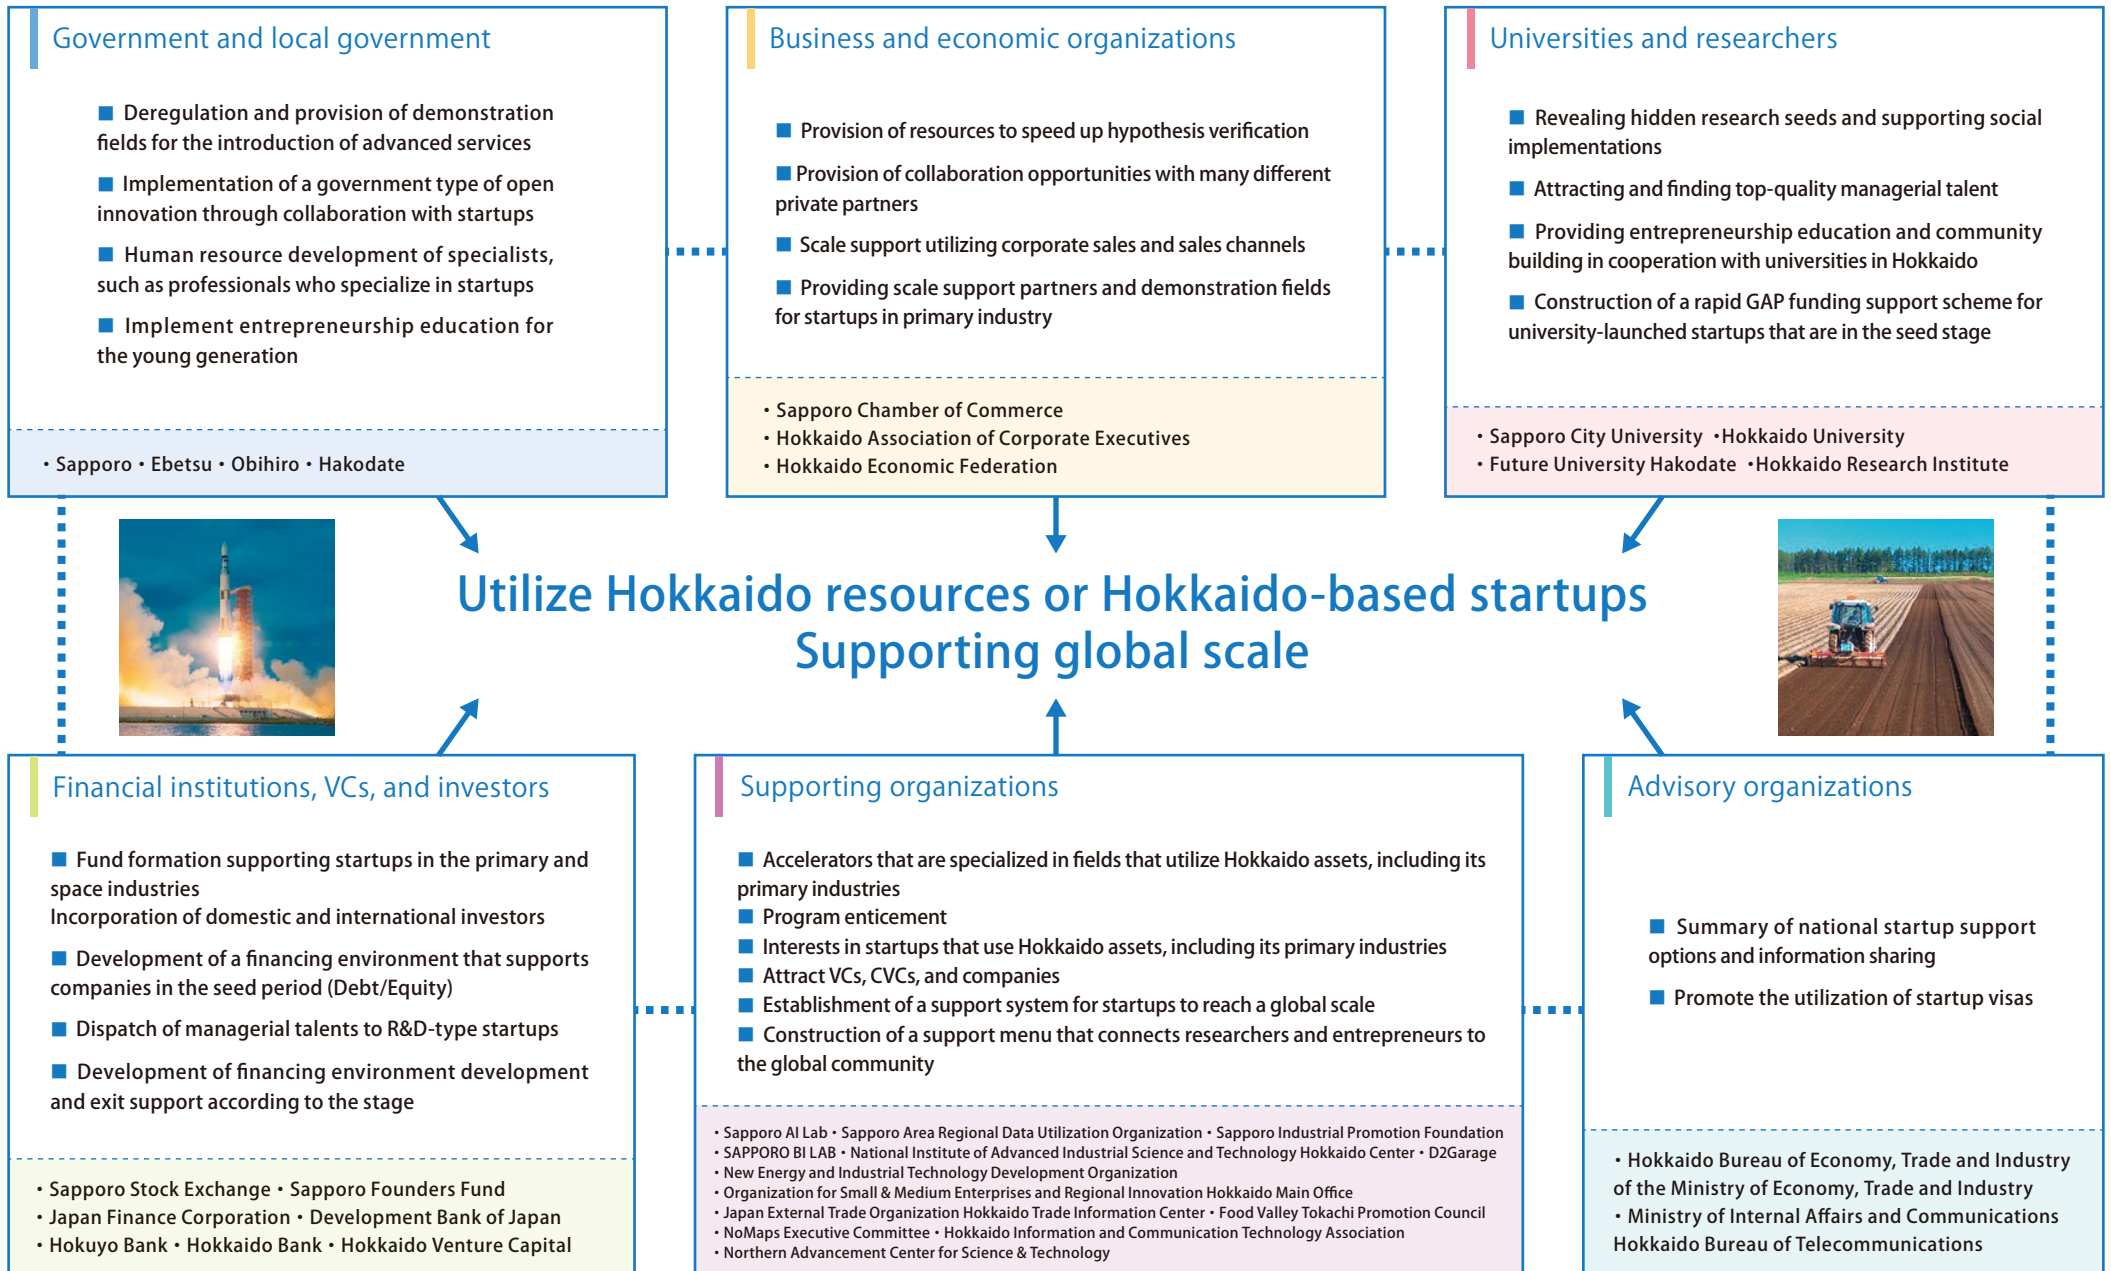 Government and local government
■ Deregulation and provision of demonstration
fields for the introduction of advanced services
■ Implementation of a government type of open
innovation through collaboration with startups
■ Human resource development of specialists,
such as professionals who specialize in startups
■ Implement entrepreneurship education for
the young generation
・Sapporo・Ebetsu・Obihiro・Hakodate
Business and economic organizations
■ Provision of resources to speed up hypothesis verification
■ Provision of collaboration opportunities with many different
private partners
■ Scale support utilizing corporate sales and sales channels
■ Providing scale support partners and demonstration fields
for startups in primary industry
・Sapporo Chamber of Commerce
・Hokkaido Association of Corporate Executives
・Hokkaido Economic Federation
Universities and researchers
■ Revealing hidden research seeds and supporting social
implementations
■ Attracting and finding top-quality managerial talent
■ Providing entrepreneurship education and community
building in cooperation with universities in Hokkaido
■ Construction of a rapid GAP funding support scheme for
university-launched startups that are in the seed stage
・Sapporo City University ・Hokkaido University
・Future University Hakodate ・Hokkaido Research Institute
Utilize Hokkaido resources or Hokkaido-based startups
Supporting global scale
Financial institutions, VCs, and investors
■ Fund formation supporting startups in the primary and
space industries
Incorporation of domestic and international investors
■ Development of a financing environment that supports
companies in the seed period (Debt/Equity)
■ Dispatch of managerial talents to R&D-type startups
■ Development of financing environment development
and exit support according to the stage
・Sapporo Stock Exchange・Sapporo Founders Fund
・Japan Finance Corporation・Development Bank of Japan
・Hokuyo Bank・Hokkaido Bank・Hokkaido Venture Capital
Supporting organizations
■ Accelerators that are specialized in fields that utilize Hokkaido assets, including its
primary industries
■ Program enticement
■ Interests in startups that use Hokkaido assets, including its primary industries
■ Attract VCs, CVCs, and companies
■ Establishment of a support system for startups to reach a global scale
■ Construction of a support menu that connects researchers and entrepreneurs to
the global community
・Sapporo AI Lab・Sapporo Area Regional Data Utilization Organization・Sapporo Industrial Promotion Foundation
・SAPPORO BI LAB・National Institute of Advanced Industrial Science and Technology Hokkaido Center・D2Garage
・New Energy and Industrial Technology Development Organization
・Organization for Small & Medium Enterprises and Regional Innovation Hokkaido Main Office
・Japan External Trade Organization Hokkaido Trade Information Center・Food Valley Tokachi Promotion Council
・NoMaps Executive Committee・Hokkaido Information and Communication Technology Association
・Northern Advancement Center for Science & Technology
Advisory organizations
■ Summary of national startup support
options and information sharing
■ Promote the utilization of startup visas
・Hokkaido Bureau of Economy, Trade and Industry
of the Ministry of Economy, Trade and Industry
・Ministry of Internal Affairs and Communications
Hokkaido Bureau of Telecommunications